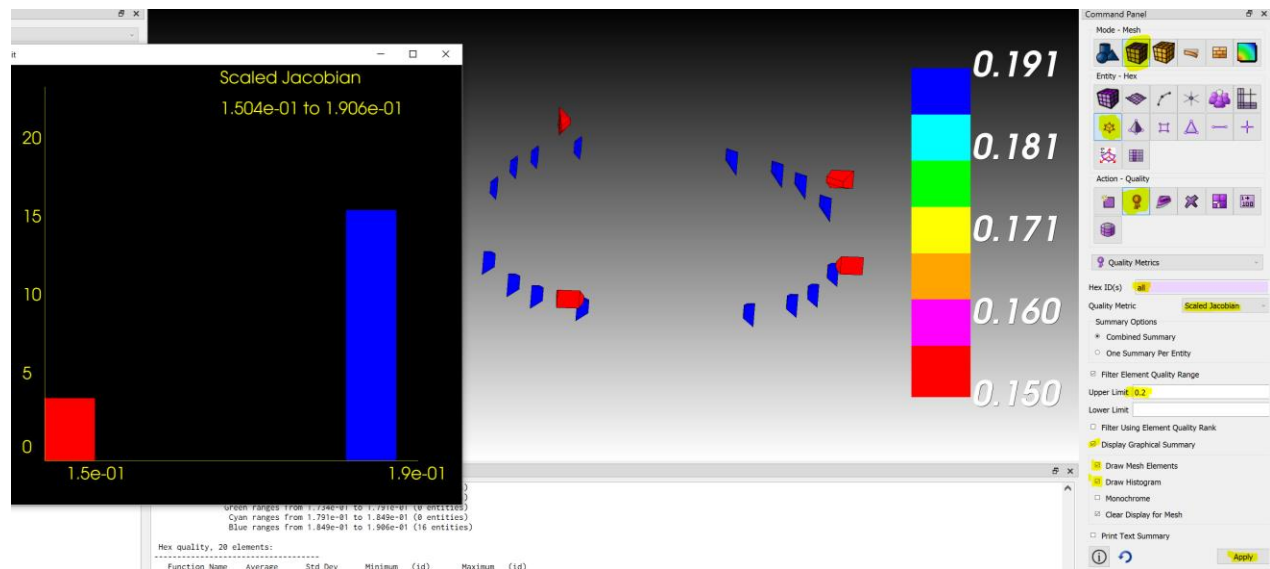 it
Scaled Jacobian
1.504e-01 to 1.906e-01
20
15
10
5
0
1.5e-01
1.9e-01
0.191
0.181
0.171
0.160
0.150
Green ranges from 1.734e-01 to 1.791e-01 (0 entities)
Cyan ranges from 1.791e-01 to 1.849e-01 (0 entities)
Blue ranges from 1.849e-01 to 1.906e-01 (16 entities)
Hex quality, 20 elements:
------------------------------------
Function Name Average Std Dev Minimum (id) Maximum (id)
Command Panel
Mode - Mesh
Entity - Hex
Action - Quality
Quality Metrics
Hex ID(s) all
Quality Metric Scaled Jacobian
Summary Options
Combined Summary
One Summary Per Entity
Filter Element Quality Range
Upper Limit 0.2
Lower Limit
Filter Using Element Quality Rank
Display Graphical Summary
Draw Mesh Elements
Draw Histogram
Monochrome
Clear Display for Mesh
Print Text Summary
Apply